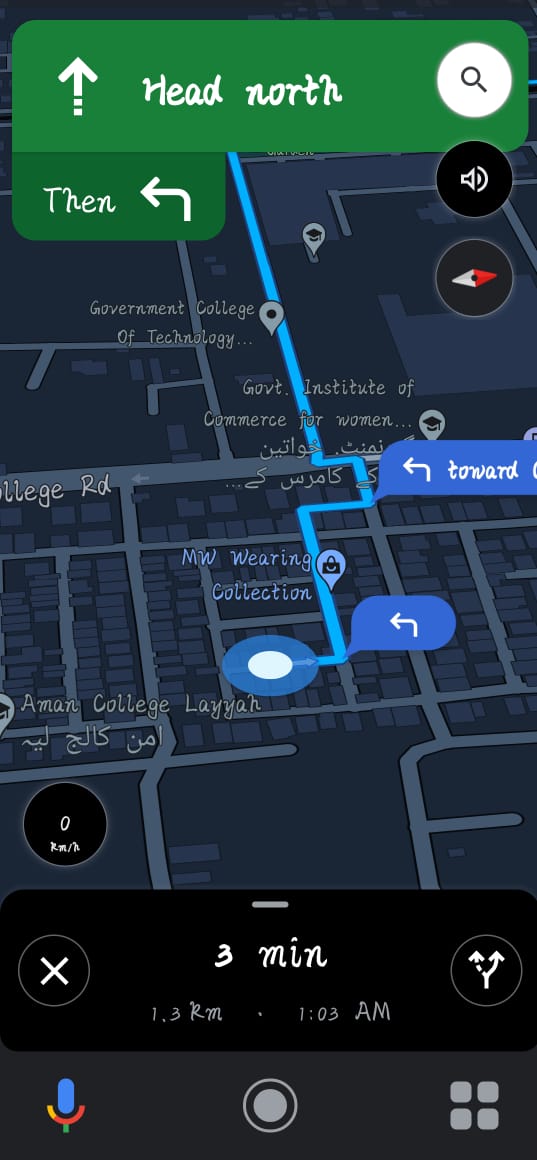 Head north
Then
Government College
Of Technology...
Govt. Institute of
Commerce for women...
گورنمنٹ. خواتین
کے کامرس کے...
llege Rd
toward
MW Wearing
Collection
Aman College Layyah
امن کالج لیہ
0
Km/h
3 min
1.3 Km · 1:03 AM